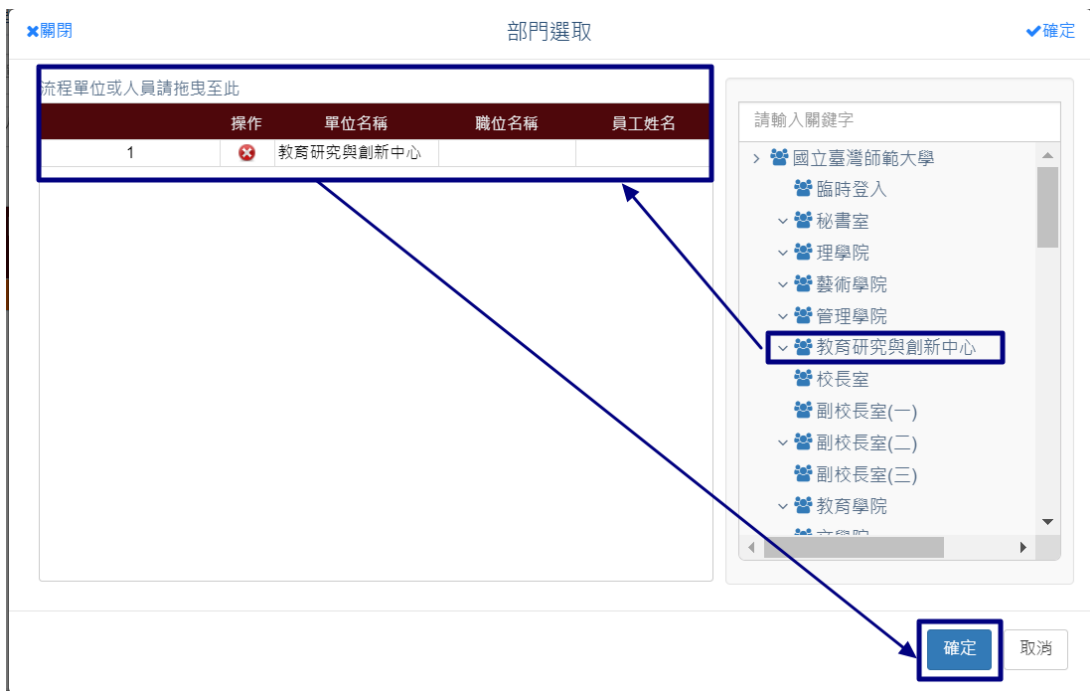 關閉
部門選取
確定
流程單位或人員請拖曳至此
操作 單位名稱 職位名稱 員工姓名
1 教育研究與創新中心
請輸入關鍵字
國立臺灣師範大學
臨時登入
秘書室
理學院
藝術學院
管理學院
教育研究與創新中心
校長室
副校長室(一)
副校長室(二)
副校長室(三)
教育學院
確定
取消